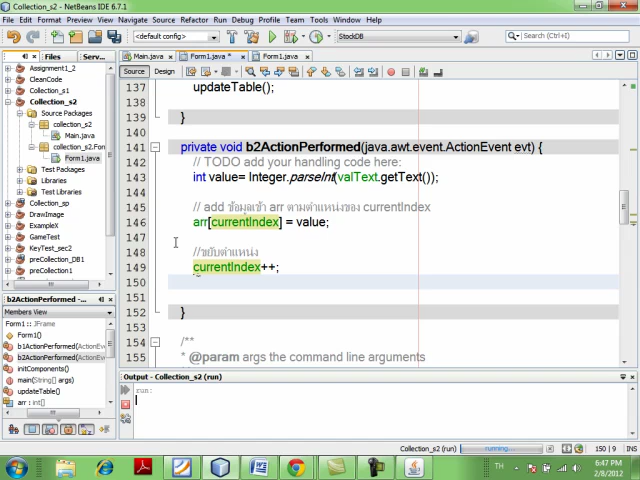 Collection_s2 - NetBeans IDE 6.7.1
File Edit View Navigate Source Refactor Run Debug Profile Team Tools Window Help
<default config>
StockDB
Search (Ctrl+I)
Files
Serv...
Main.java
Form1.java *
Form1.java
Source
Design
Assignment1_2
CleanCode
Collection_s1
Collection_s2
Source Packages
collection_s2
Main.java
collection_s2.Form
Form1.java
Test Packages
Libraries
Test Libraries
Collection_sp
DrawImage
ExamaryX
GameTest
KeyTest_sec2
preCollection_DB1
preCollection1
137 updateTable();
138
139 }
140
141 private void b2ActionPerformed(java.awt.event.ActionEvent evt) {
142 // TODO add your handling code here:
143 int value= Integer.parseInt(valText.getText());
144
145 // add ข้อมูลเข้า arr ตามตำแหน่งของ currentIndex
146 arr[currentIndex] = value;
147
148 //ขยับตำแหน่ง
149 currentIndex++;
150
151
152 }
153
154 /**
155 * @param args the command line arguments
b2ActionPerformed - ...
Members View
Form1 :: JFrame
Form1()
b1ActionPerformed(ActionEv
b2ActionPerformed(ActionEv
initComponents()
main(String[] args)
updateTable()
arr : int[]
Output - Collection_s2 (run)
run:
Collection_s2 (run)
running...
150 | 9
INS
TH
6:47 PM
2/8/2012